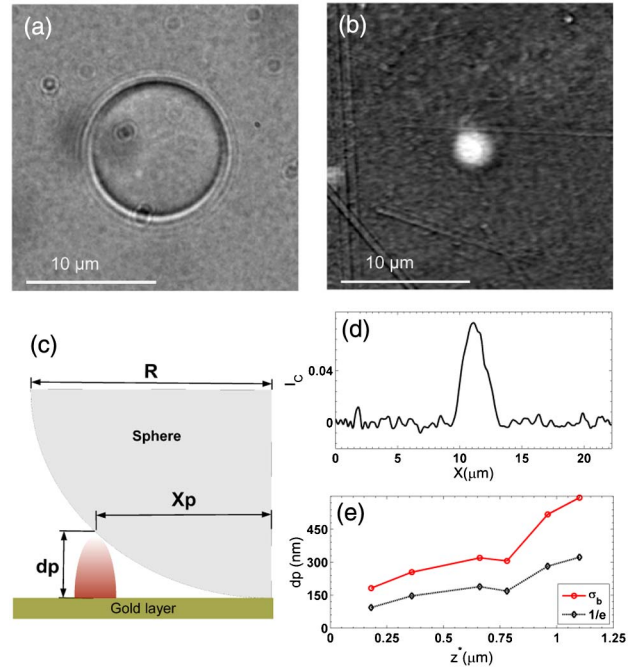 (a)
10 μm
(b)
10 μm
(c)
R
Sphere
Xp
dp
Gold layer
(d)
I_C
0.04
0
0 5 10 15 20
X(μm)
(e)
dp (nm)
450
300
150
0
0 0.25 0.5 0.75 1 1.25
z*(μm)
σ_b
1/e